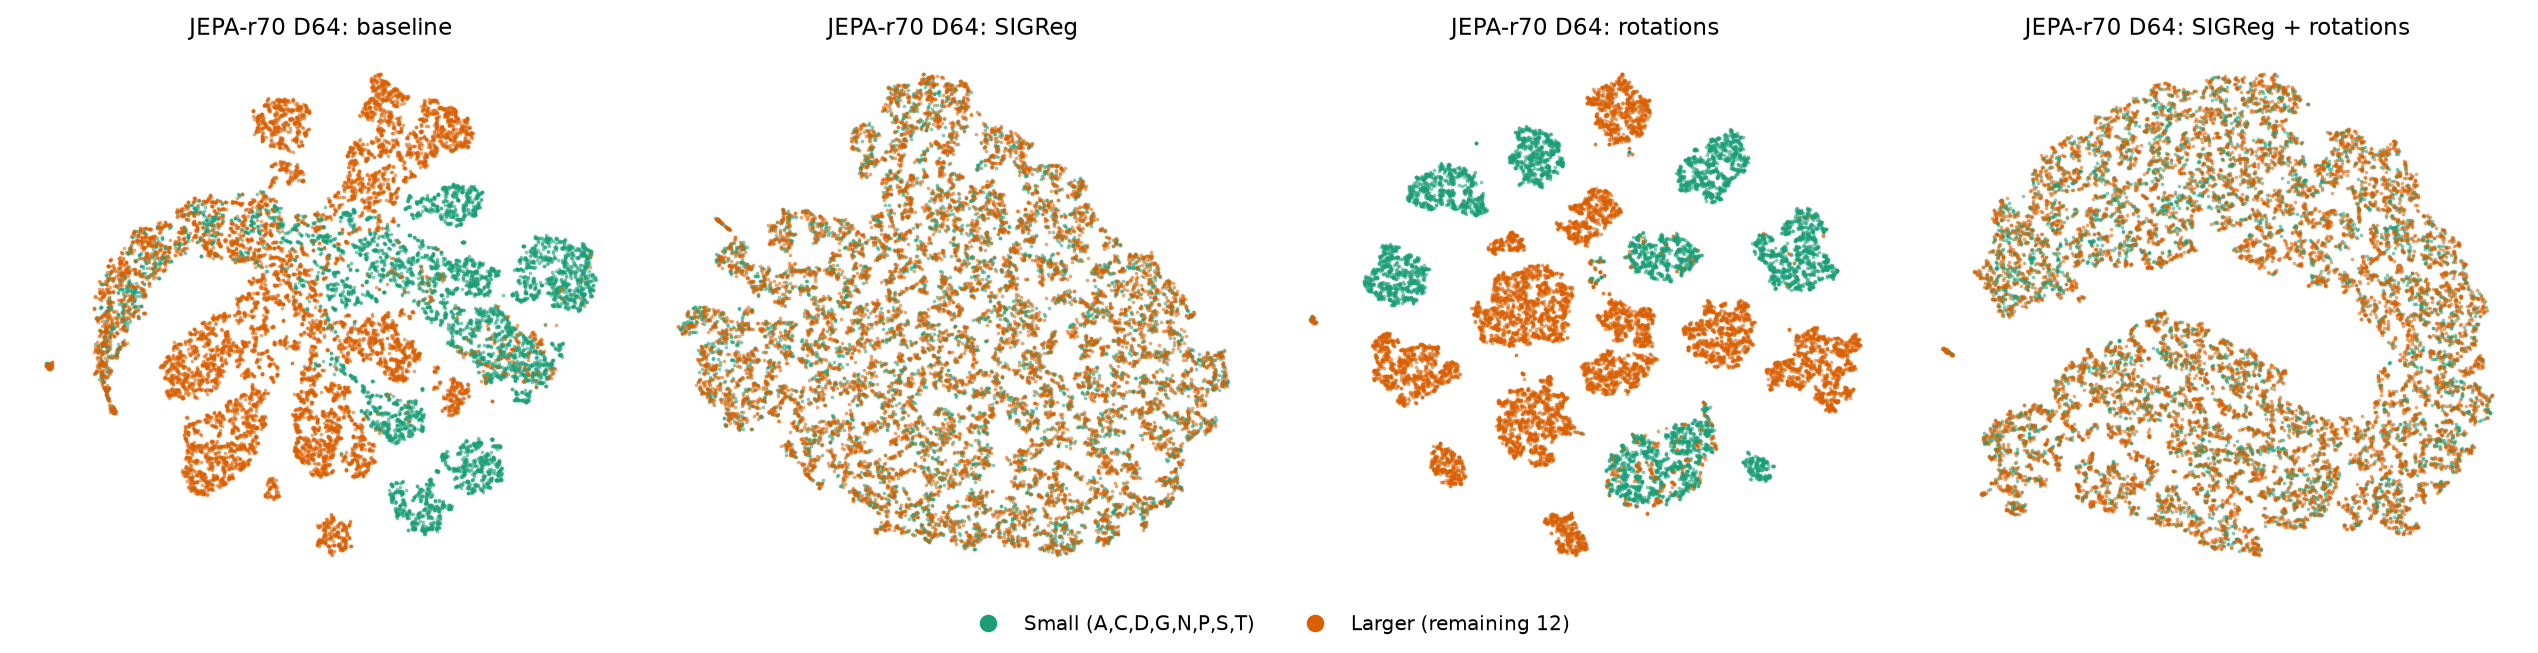 JEPA-r70 D64: baseline
JEPA-r70 D64: SIGReg
JEPA-r70 D64: rotations
JEPA-r70 D64: SIGReg + rotations
Small (A,C,D,G,N,P,S,T)
Larger (remaining 12)